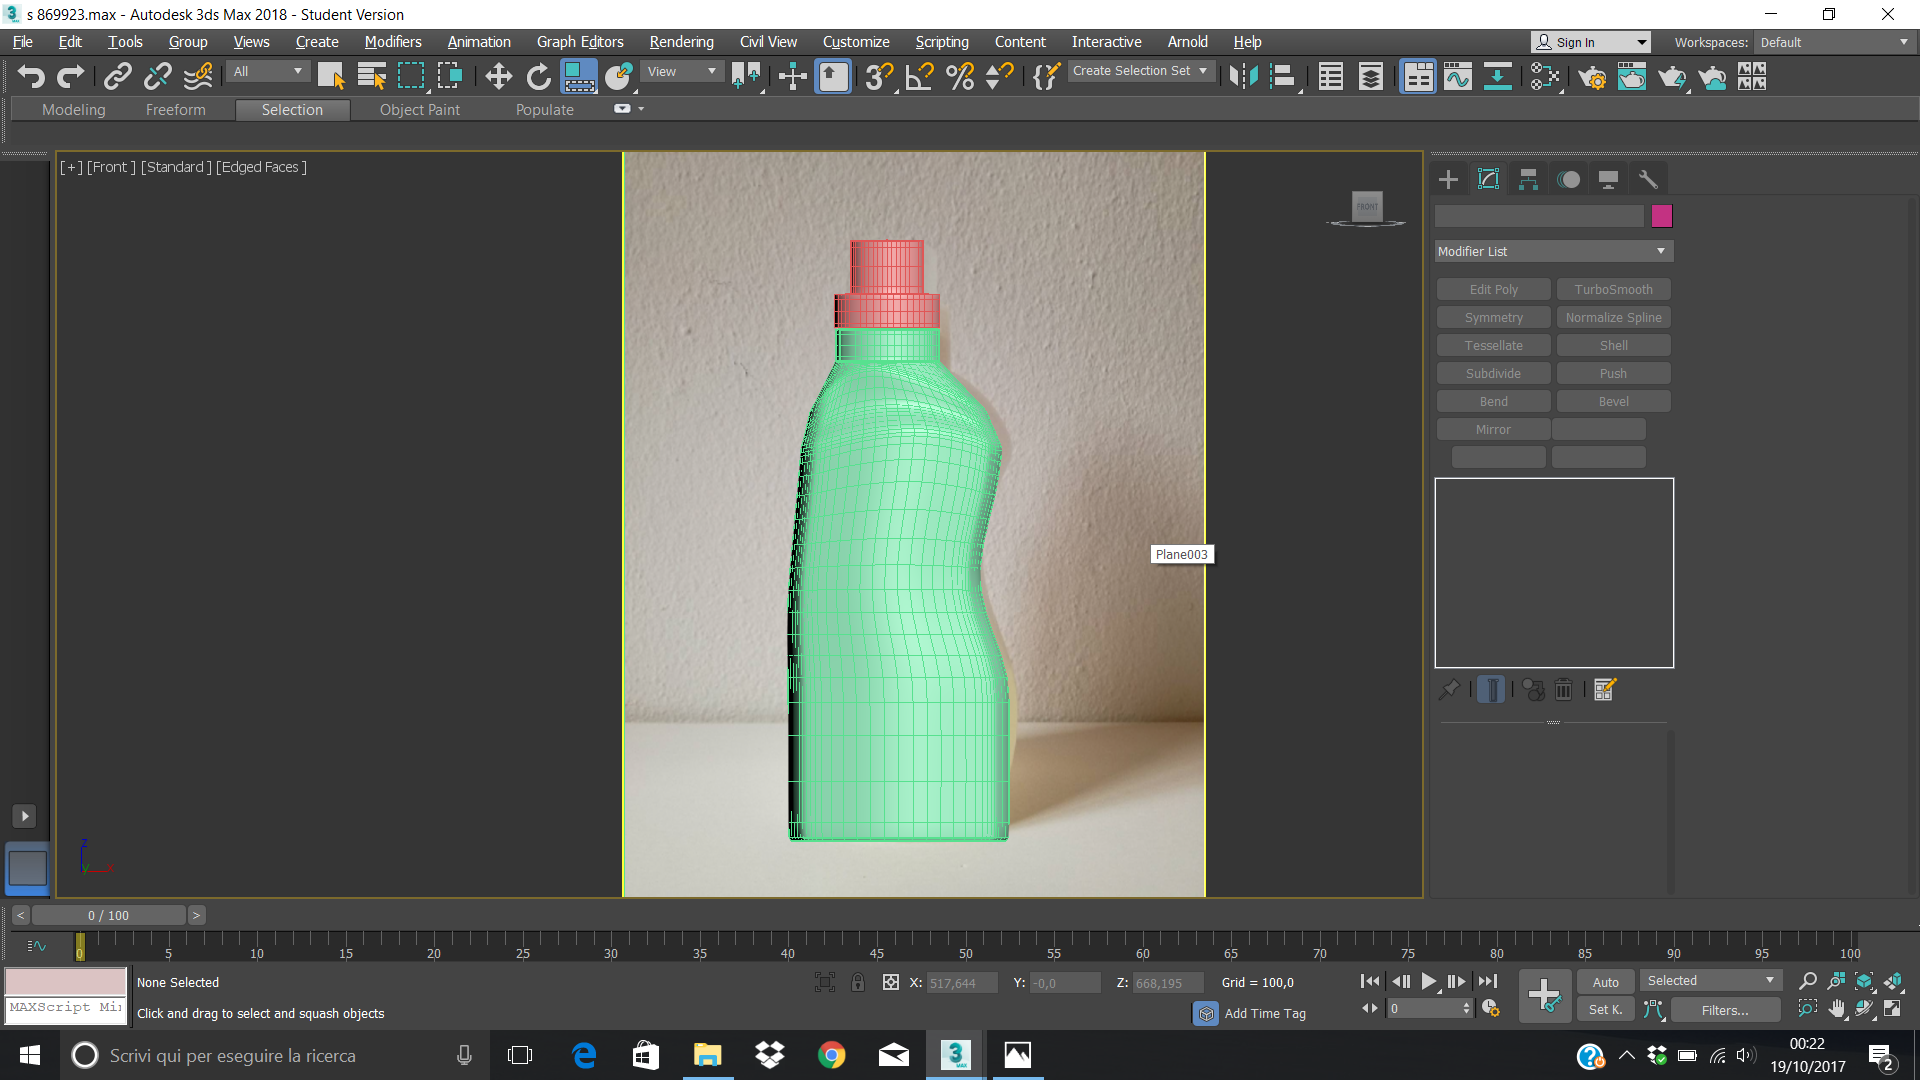 s 869923.max - Autodesk 3ds Max 2018 - Student Version
File Edit Tools Group Views Create Modifiers Animation Graph Editors Rendering Civil View Customize Scripting Content Interactive Arnold Help
Sign In
Workspaces: Default
All
View
Create Selection Set
Modeling Freeform Selection Object Paint Populate
[+] [Front ] [Standard ] [Edged Faces ]
FRONT
Modifier List
Edit Poly TurboSmooth
Symmetry Normalize Spline
Tessellate Shell
Subdivide Push
Bend Bevel
Mirror
Plane003
z
y x
< 0 / 100 >
0 5 10 15 20 25 30 35 40 45 50 55 60 65 70 75 80 85 90 95 100
None Selected
X: 517,644 Y: -0,0 Z: 668,195 Grid = 100,0
Auto Selected
MAXScript Mi
Click and drag to select and squash objects
Add Time Tag
0
Set K. Filters...
Scrivi qui per eseguire la ricerca
3
MAX
00:22
19/10/2017
2